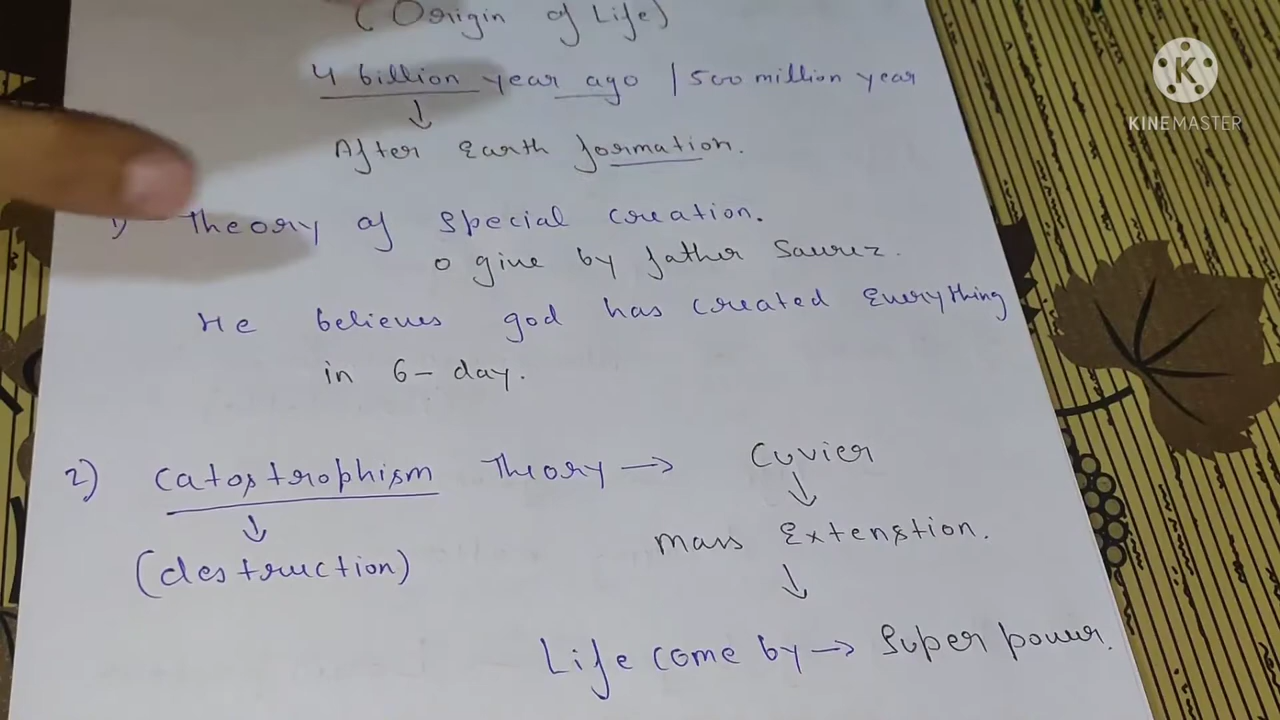 (Origin of Life)
4 billion year ago / 500 million year
After Earth formation.
1) Theory of special creation.
o give by father Saurez.
He believes god has created Everything
in 6-day.
2) catostrophism Theory → Cuvier
↓
(destruction)
↓
mass Extenstion.
↓
Life come by → Super power.
K
KINEMASTER